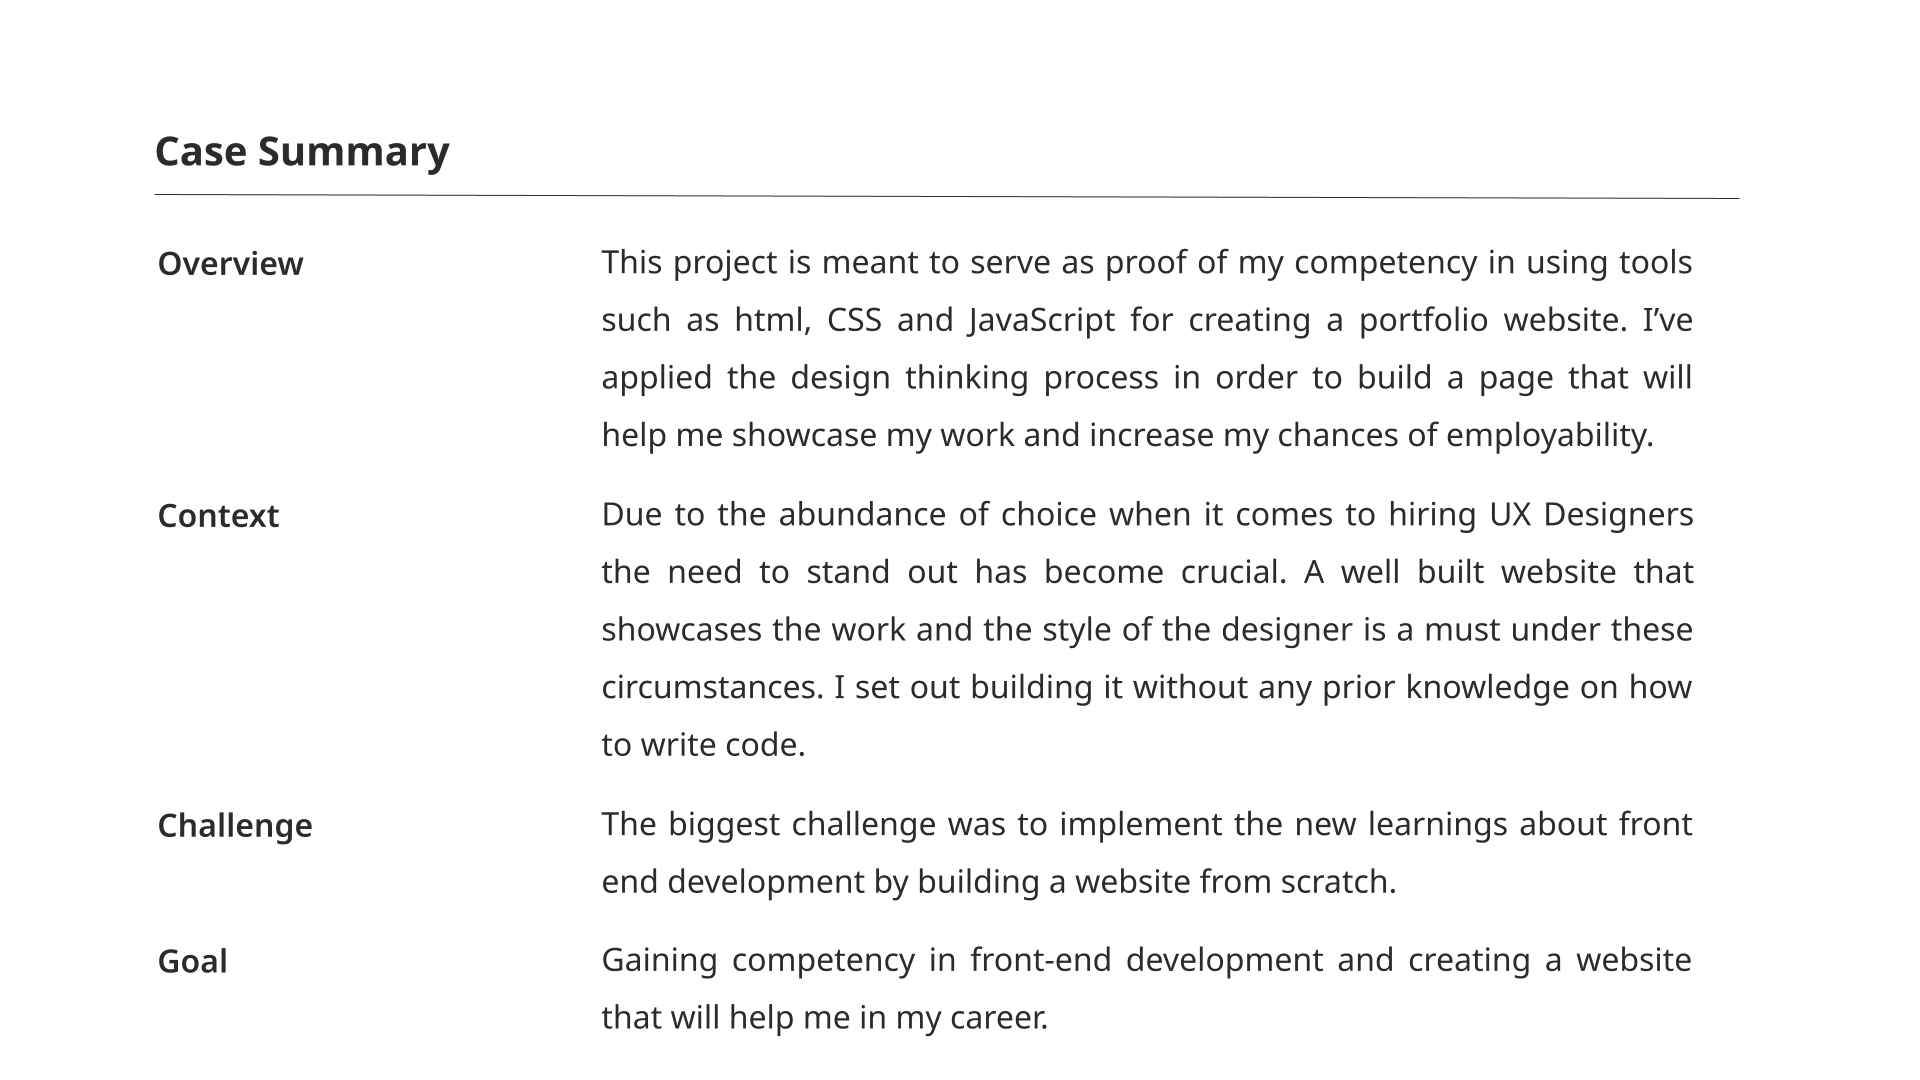 Case Summary
Overview
This project is meant to serve as proof of my competency in using tools
such as html, CSS and JavaScript for creating a portfolio website. I’ve
applied the design thinking process in order to build a page that will
help me showcase my work and increase my chances of employability.
Context
Due to the abundance of choice when it comes to hiring UX Designers
the need to stand out has become crucial. A well built website that
showcases the work and the style of the designer is a must under these
circumstances. I set out building it without any prior knowledge on how
to write code.
Challenge
The biggest challenge was to implement the new learnings about front
end development by building a website from scratch.
Goal
Gaining competency in front-end development and creating a website
that will help me in my career.